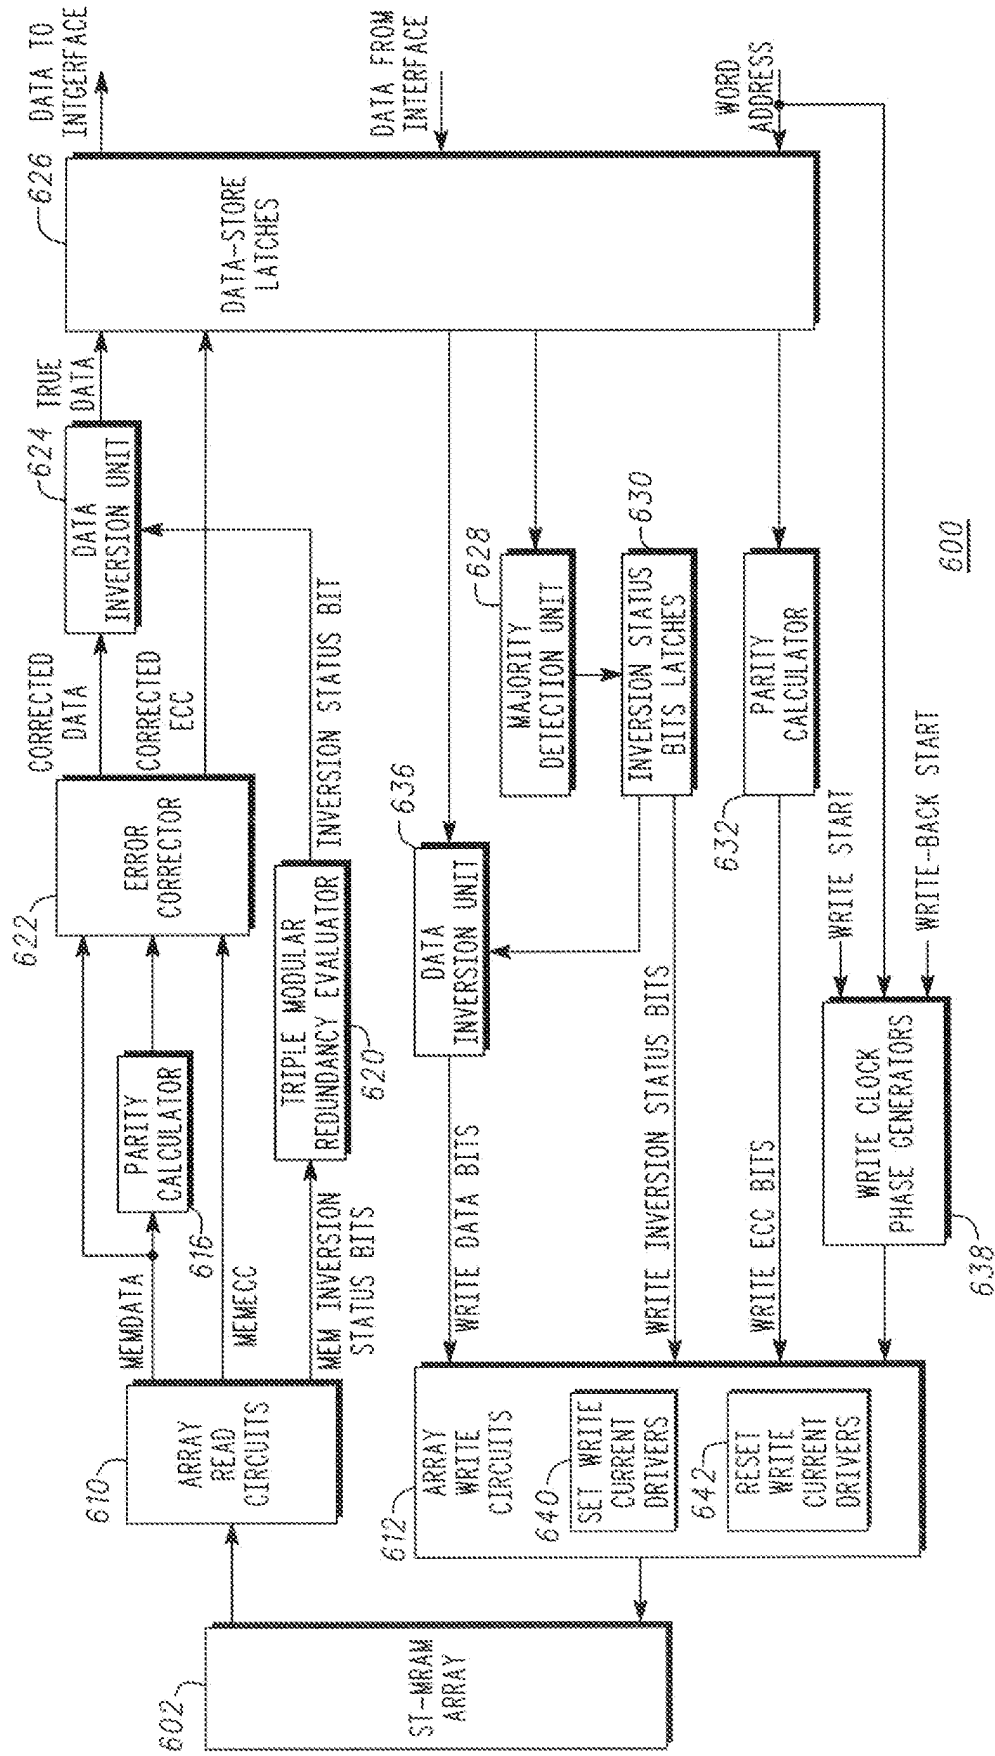 602
ST-MRAM
ARRAY
610
ARRAY
READ
CIRCUITS
MEMDATA
MEMECC
MEM INVERSION
STATUS BITS
616
PARITY
CALCULATOR
620
TRIPLE MODULAR
REDUNDANCY EVALUATOR
622
ERROR
CORRECTOR
CORRECTED
DATA
CORRECTED
ECC
INVERSION STATUS BIT
624
DATA
INVERSION UNIT
TRUE
DATA
626
DATA-STORE
LATCHES
DATA TO
INTGERFACE
DATA FROM
INTERFACE
WORD
ADDRESS
612
ARRAY
WRITE
CIRCUITS
640
SET WRITE
CURRENT
DRIVERS
642
RESET
WRITE
CURRENT
DRIVERS
WRITE DATA BITS
WRITE INVERSION STATUS BITS
WRITE ECC BITS
636
DATA
INVERSION UNIT
628
MAJORITY
DETECTION UNIT
630
INVERSION STATUS
BITS LATCHES
632
PARITY
CALCULATOR
638
WRITE CLOCK
PHASE GENERATORS
WRITE START
WRITE-BACK START
600